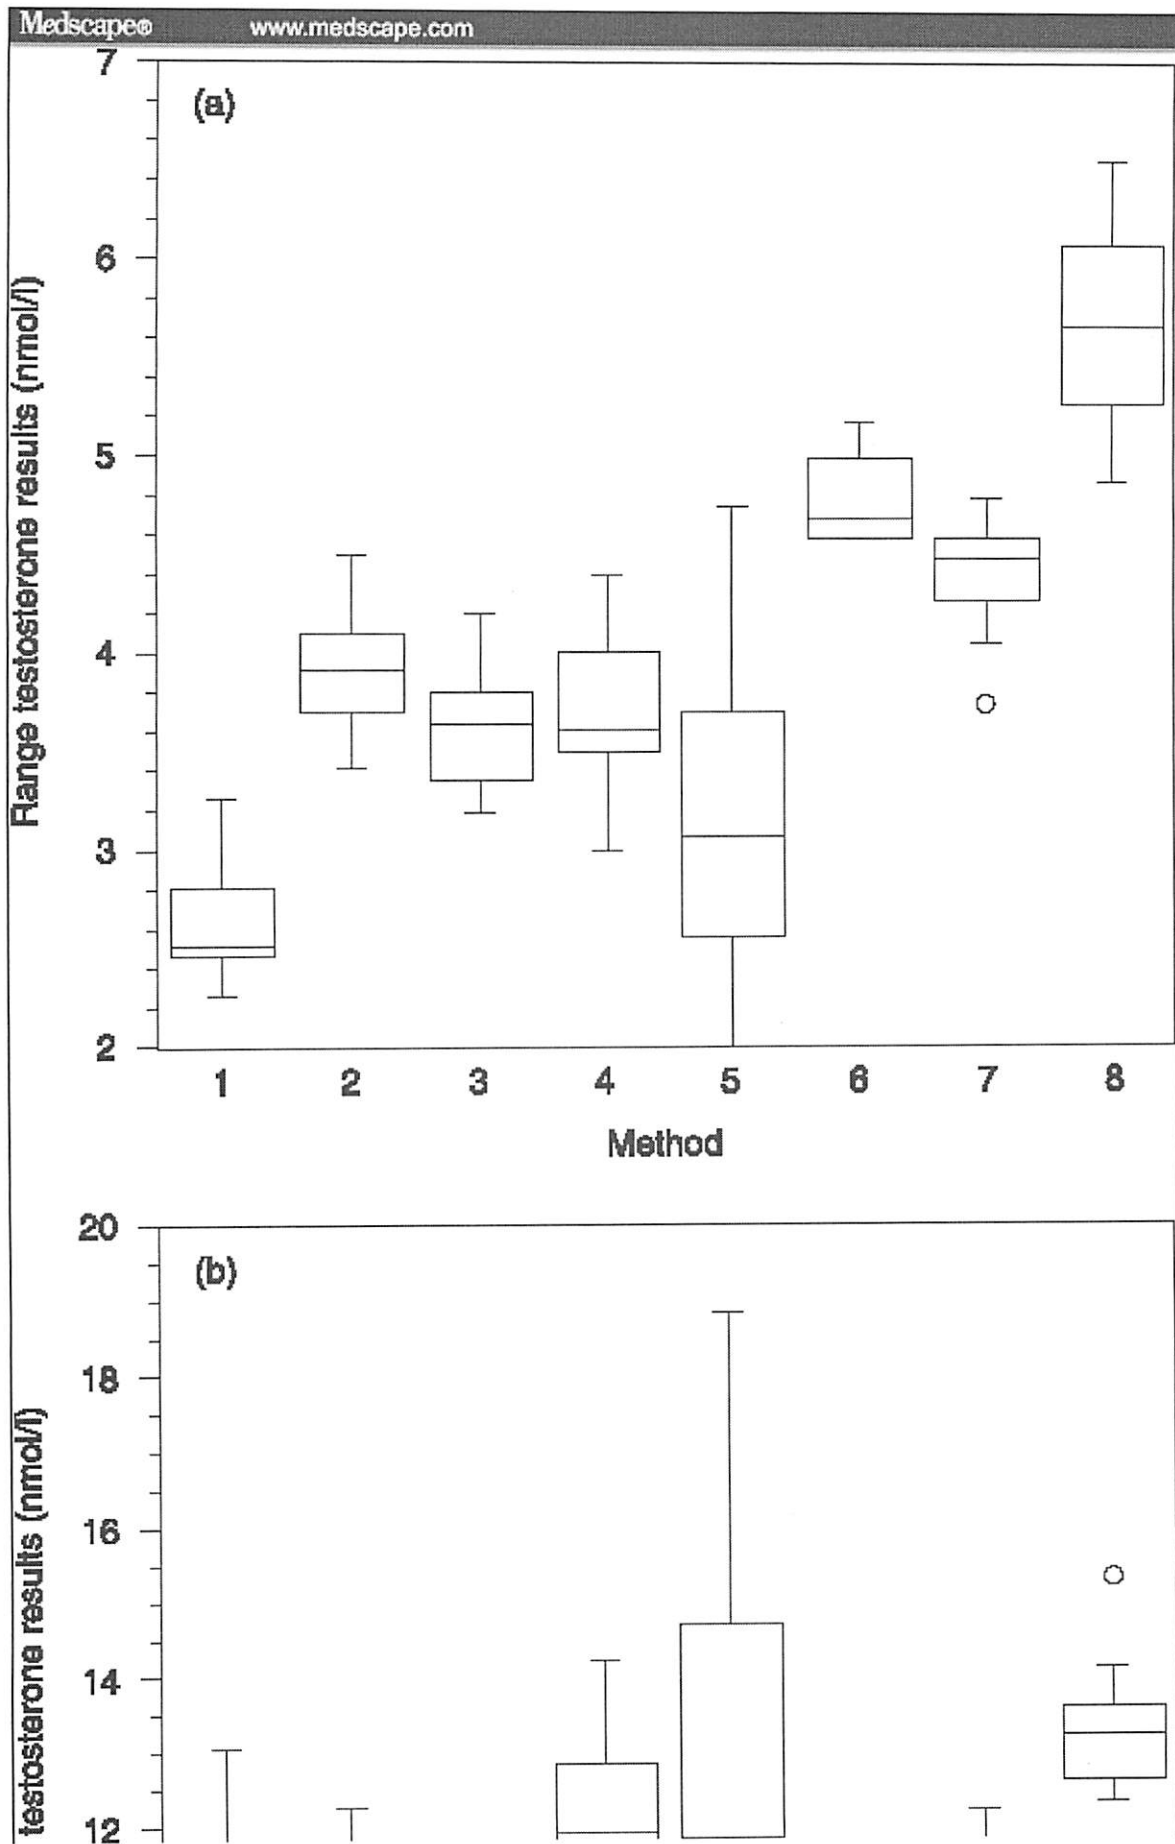 Medscape® www.medscape.com
7
(a)
6
5
4
3
2
Range testosterone results (nmol/l)
1 2 3 4 5 6 7 8
Method
20
(b)
18
16
14
12
testosterone results (nmol/l)